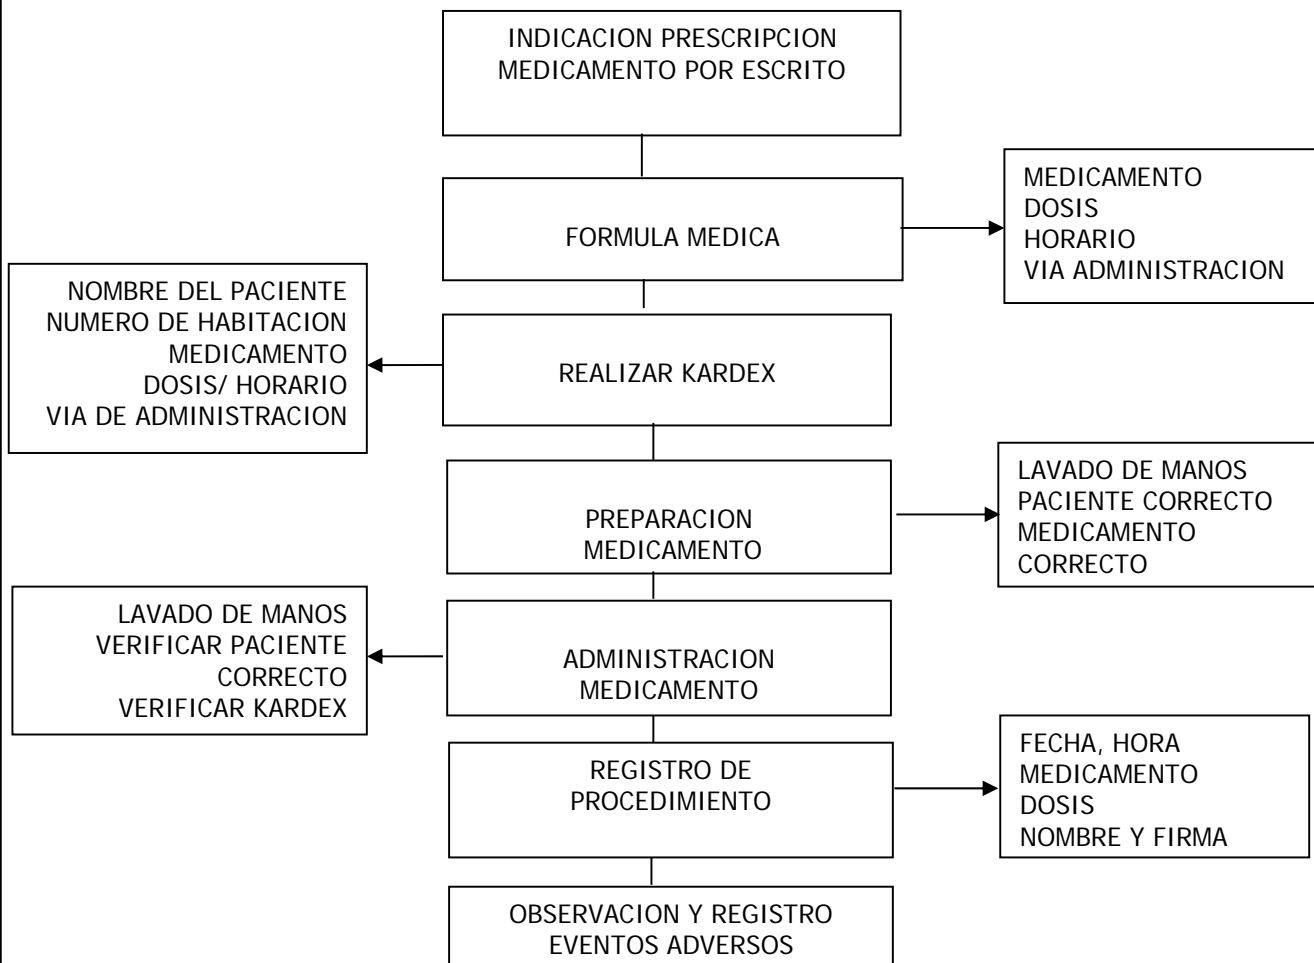 INDICACION PRESCRIPCION
MEDICAMENTO POR ESCRITO
FORMULA MEDICA
MEDICAMENTO
DOSIS
HORARIO
VIA ADMINISTRACION
NOMBRE DEL PACIENTE
NUMERO DE HABITACION
MEDICAMENTO
DOSIS/ HORARIO
VIA DE ADMINISTRACION
REALIZAR KARDEX
PREPARACION
MEDICAMENTO
LAVADO DE MANOS
PACIENTE CORRECTO
MEDICAMENTO
CORRECTO
LAVADO DE MANOS
VERIFICAR PACIENTE
CORRECTO
VERIFICAR KARDEX
ADMINISTRACION
MEDICAMENTO
REGISTRO DE
PROCEDIMIENTO
FECHA, HORA
MEDICAMENTO
DOSIS
NOMBRE Y FIRMA
OBSERVACION Y REGISTRO
EVENTOS ADVERSOS